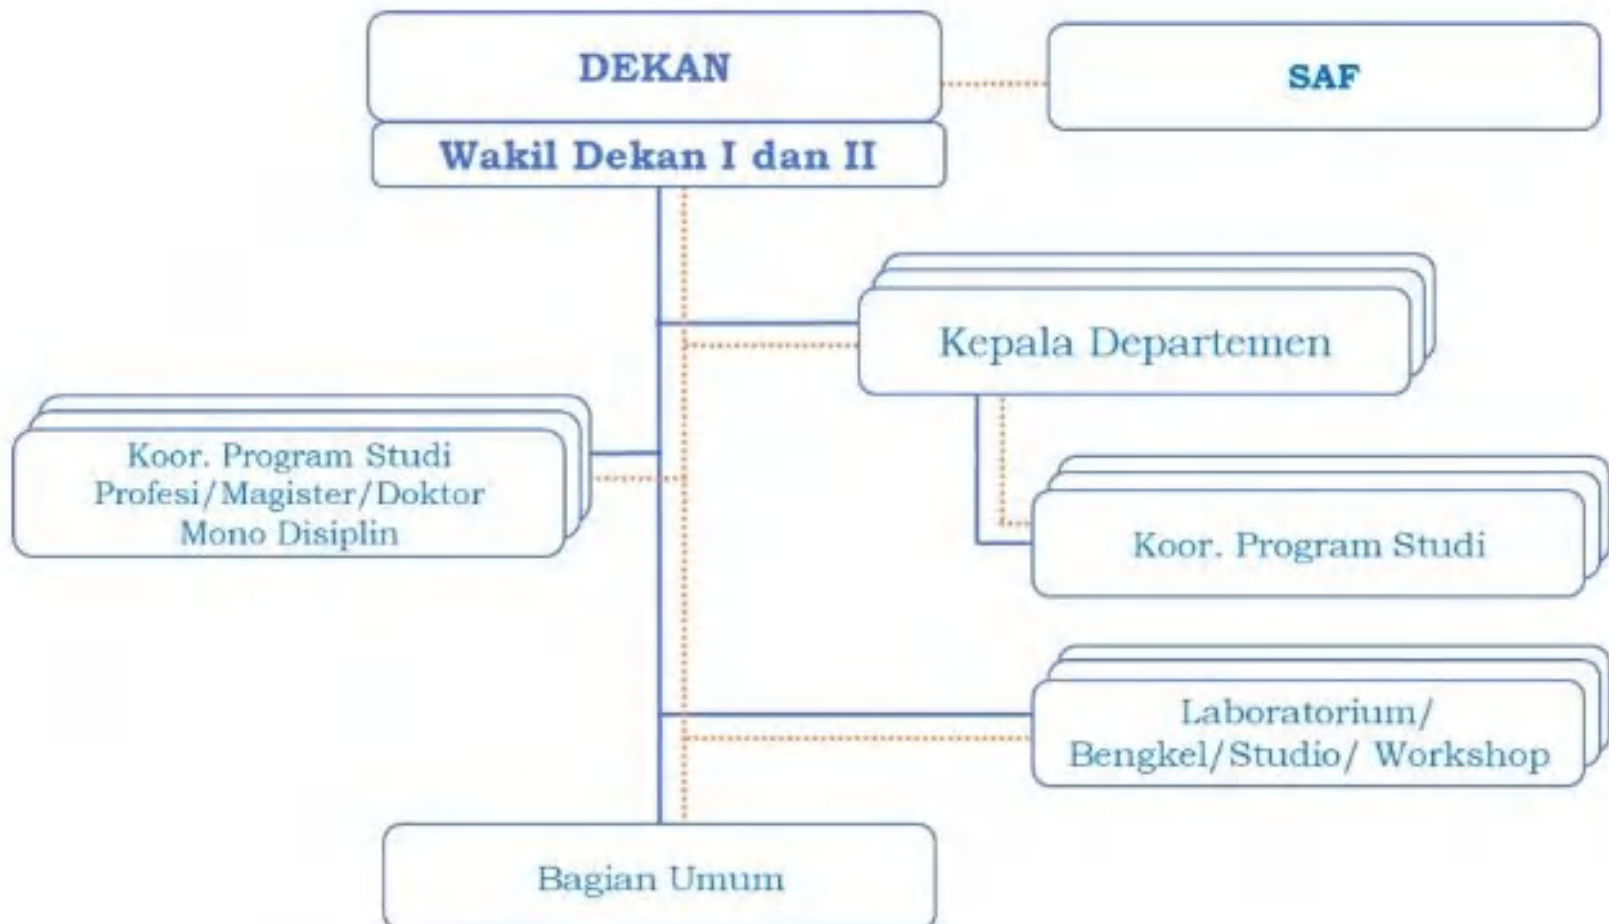 DEKAN
SAF
Wakil Dekan I dan II
Kepala Departemen
Koor. Program Studi
Profesi/Magister/Doktor
Mono Disiplin
Koor. Program Studi
Laboratorium/
Bengkel/Studio/ Workshop
Bagian Umum